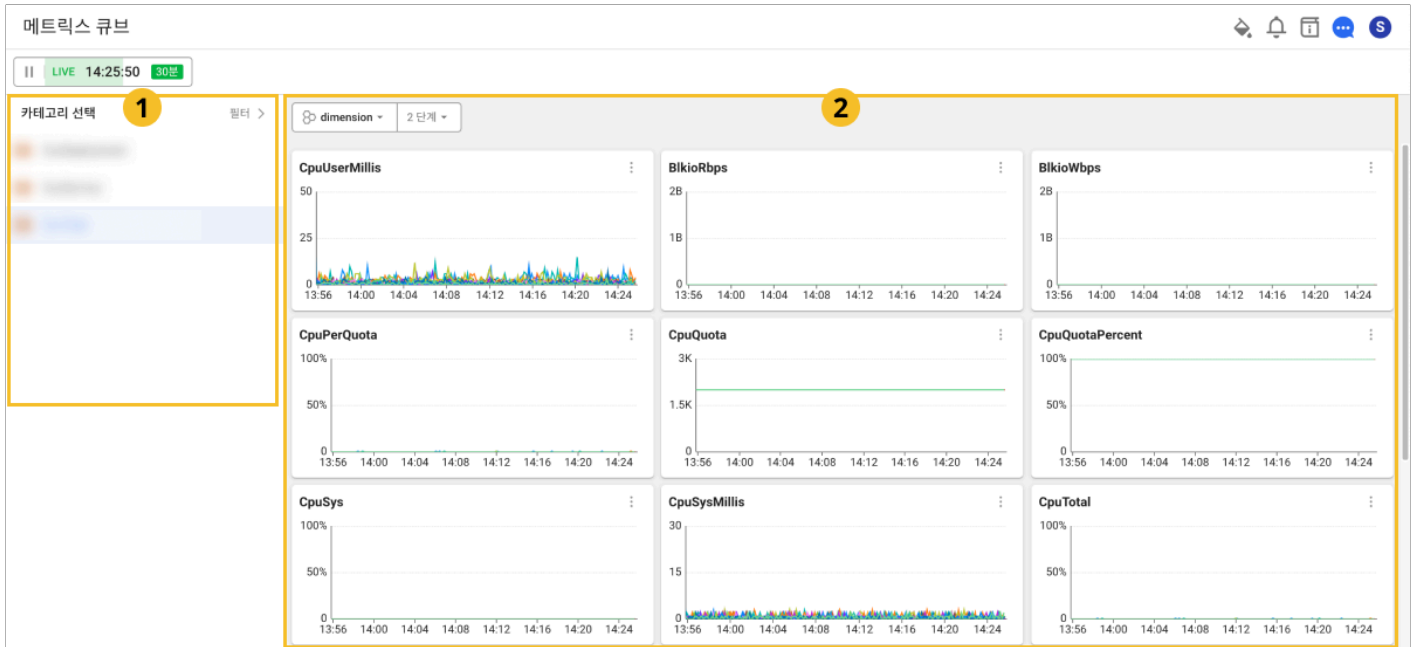 메트릭스 큐브
S
LIVE 14:25:50 30분
카테고리 선택 1 필터
2
dimension 2 단계
CpuUserMillis
50
25
0
13:56 14:00 14:04 14:08 14:12 14:16 14:20 14:24
BlkioRbps
2B
1B
0
13:56 14:00 14:04 14:08 14:12 14:16 14:20 14:24
BlkioWbps
2B
1B
0
13:56 14:00 14:04 14:08 14:12 14:16 14:20 14:24
CpuPerQuota
100%
50%
0
13:56 14:00 14:04 14:08 14:12 14:16 14:20 14:24
CpuQuota
3K
1.5K
0
13:56 14:00 14:04 14:08 14:12 14:16 14:20 14:24
CpuQuotaPercent
100%
50%
0
13:56 14:00 14:04 14:08 14:12 14:16 14:20 14:24
CpuSys
100%
50%
0
13:56 14:00 14:04 14:08 14:12 14:16 14:20 14:24
CpuSysMillis
30
15
0
13:56 14:00 14:04 14:08 14:12 14:16 14:20 14:24
CpuTotal
100%
50%
0
13:56 14:00 14:04 14:08 14:12 14:16 14:20 14:24